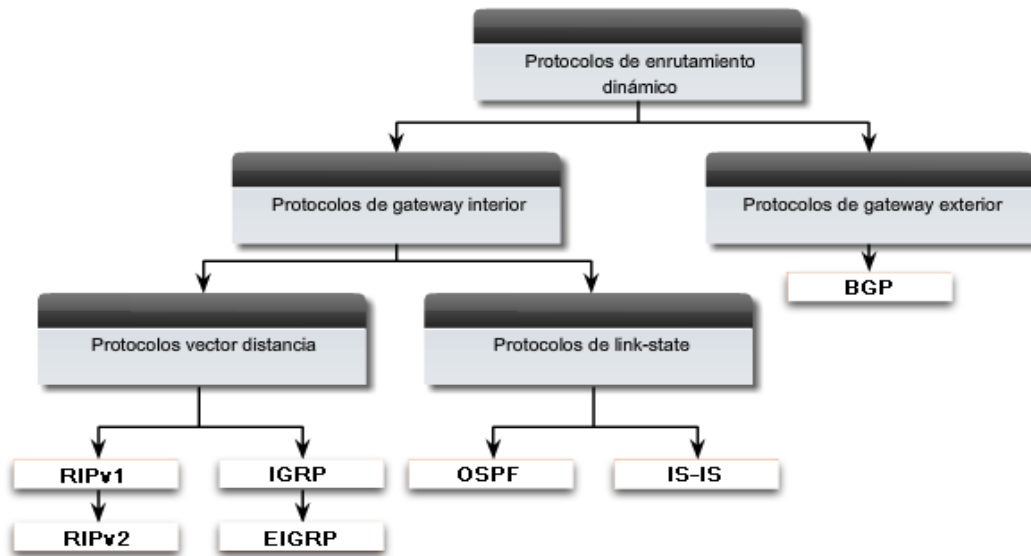 Protocolos de enrutamiento
dinámico
Protocolos de gateway interior
Protocolos de gateway exterior
BGP
Protocolos vector distancia
Protocolos de link-state
RIPv1
IGRP
OSPF
IS-IS
RIPv2
EIGRP